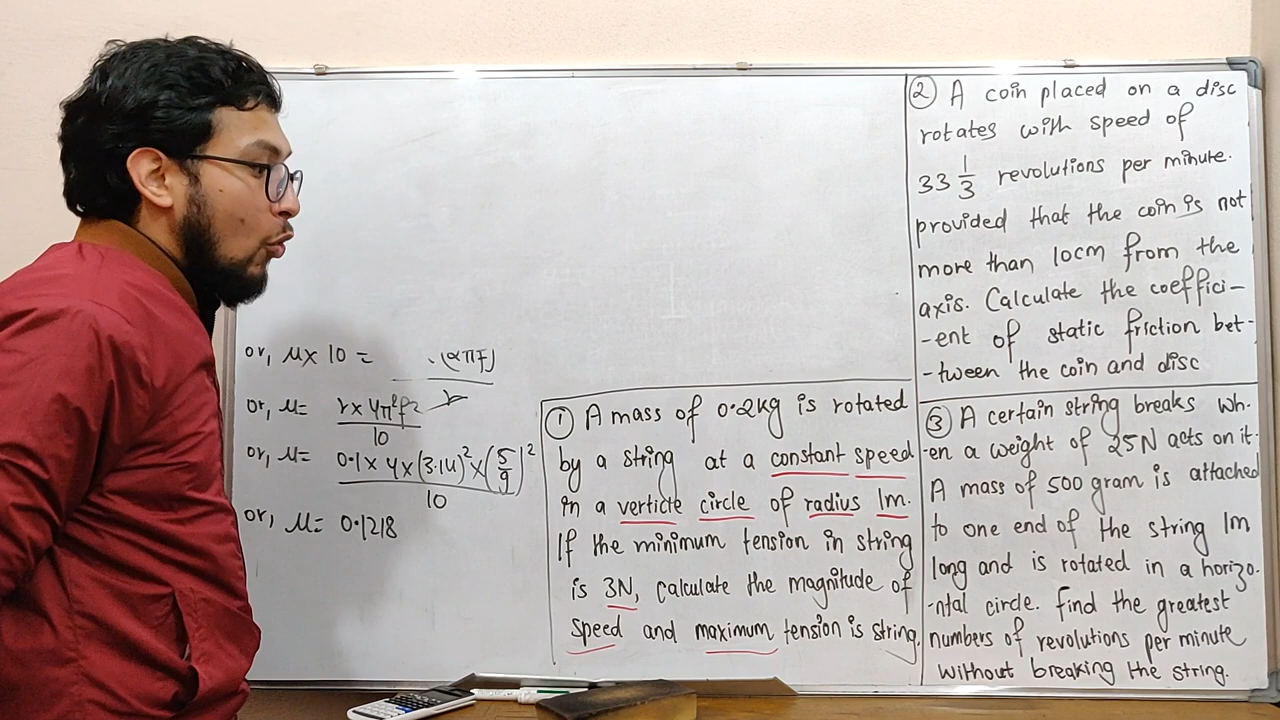 or, μ× 10 = . (2πf)
or, μ= r× 4π²f² r
10
or, μ= 0.1× 4×(3.14)²×(5/9)²
10
or, μ= 0.1218
① A mass of 0.2kg is rotated
by a string at a constant speed
in a verticte circle of radius 1m.
If the minimum tension in string
is 3N, calculate the magnitude of
speed and maximum tension is string.
② A coin placed on a disc
rotates with speed of
33 1/3 revolutions per minute.
provided that the coin is not
more than 10cm from the
axis. Calculate the coeffici-
-ent of static friction bet-
-tween the coin and disc
③ A certain string breaks wh-
-en a weight of 25N acts on it.
A mass of 500 gram is attached
to one end of the string 1m
long and is rotated in a horizo-
-ntal circle. find the greatest
numbers of revolutions per minute
without breaking the string.